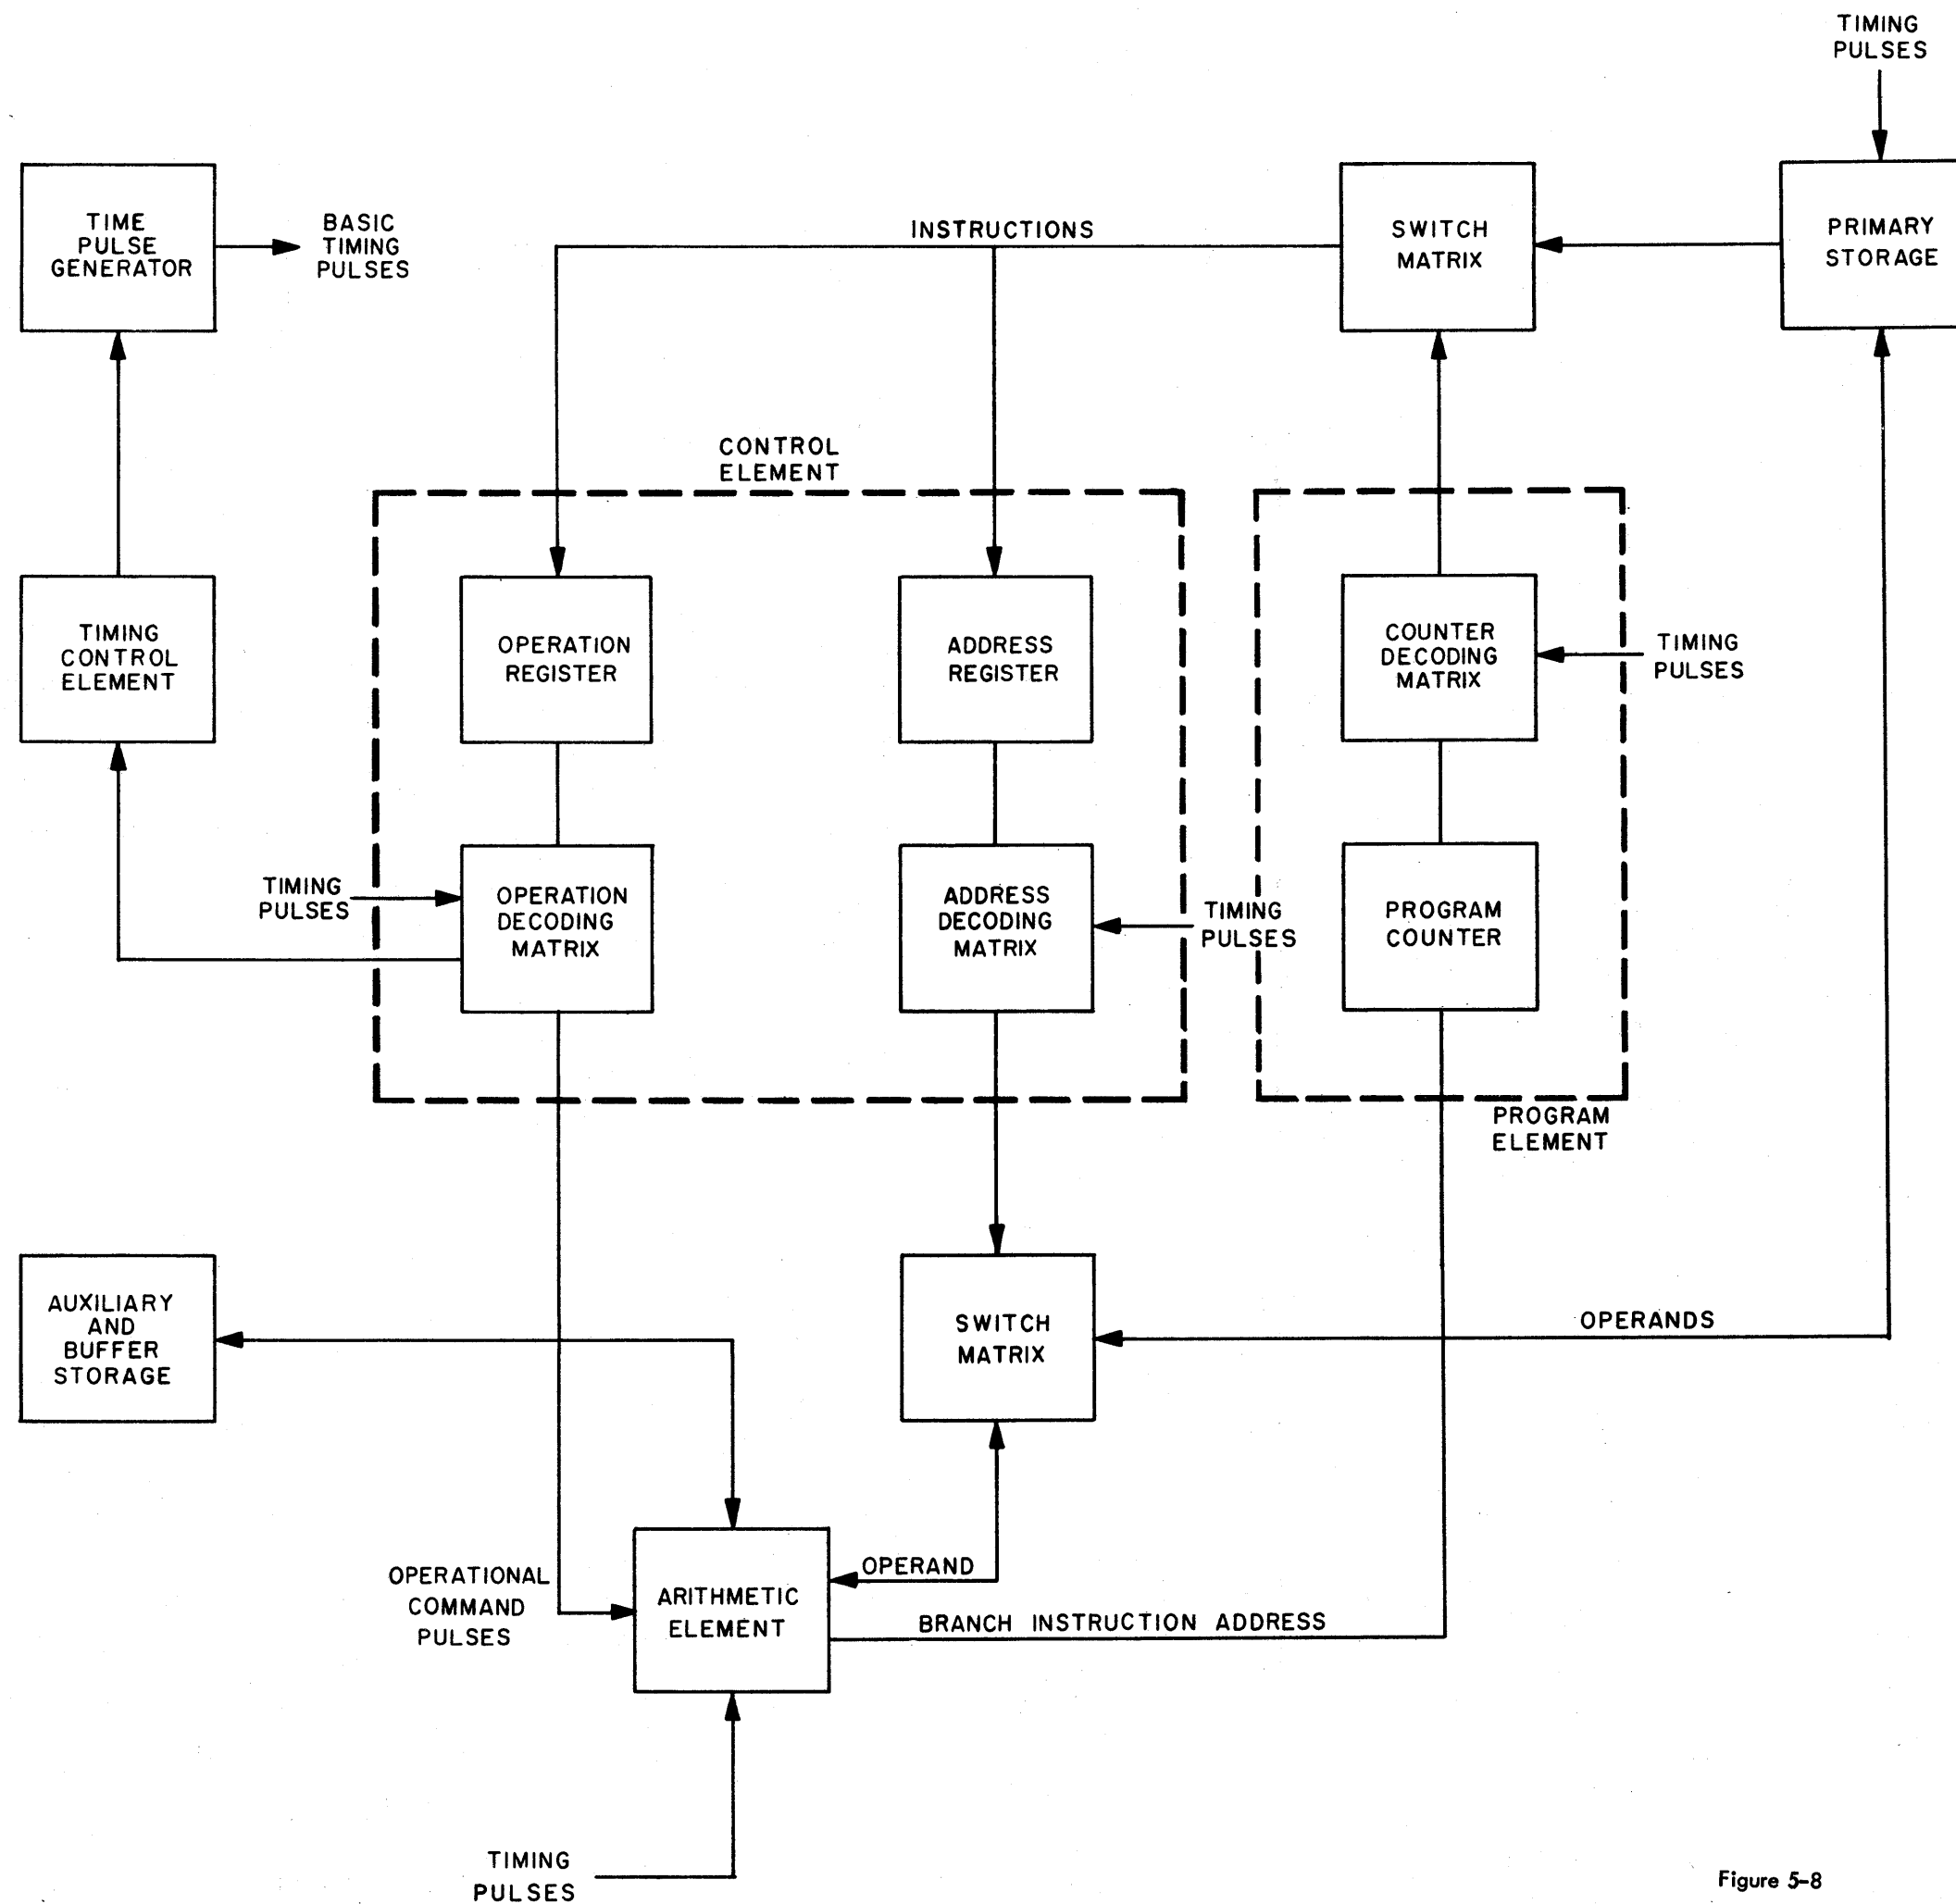 TIMING
PULSES
TIME
PULSE
GENERATOR
BASIC
TIMING
PULSES
INSTRUCTIONS
SWITCH
MATRIX
PRIMARY
STORAGE
CONTROL
ELEMENT
TIMING
CONTROL
ELEMENT
OPERATION
REGISTER
ADDRESS
REGISTER
COUNTER
DECODING
MATRIX
TIMING
PULSES
TIMING
PULSES
OPERATION
DECODING
MATRIX
ADDRESS
DECODING
MATRIX
TIMING
PULSES
PROGRAM
COUNTER
PROGRAM
ELEMENT
AUXILIARY
AND
BUFFER
STORAGE
SWITCH
MATRIX
OPERANDS
OPERATIONAL
COMMAND
PULSES
ARITHMETIC
ELEMENT
OPERAND
BRANCH INSTRUCTION ADDRESS
TIMING
PULSES
Figure 5-8